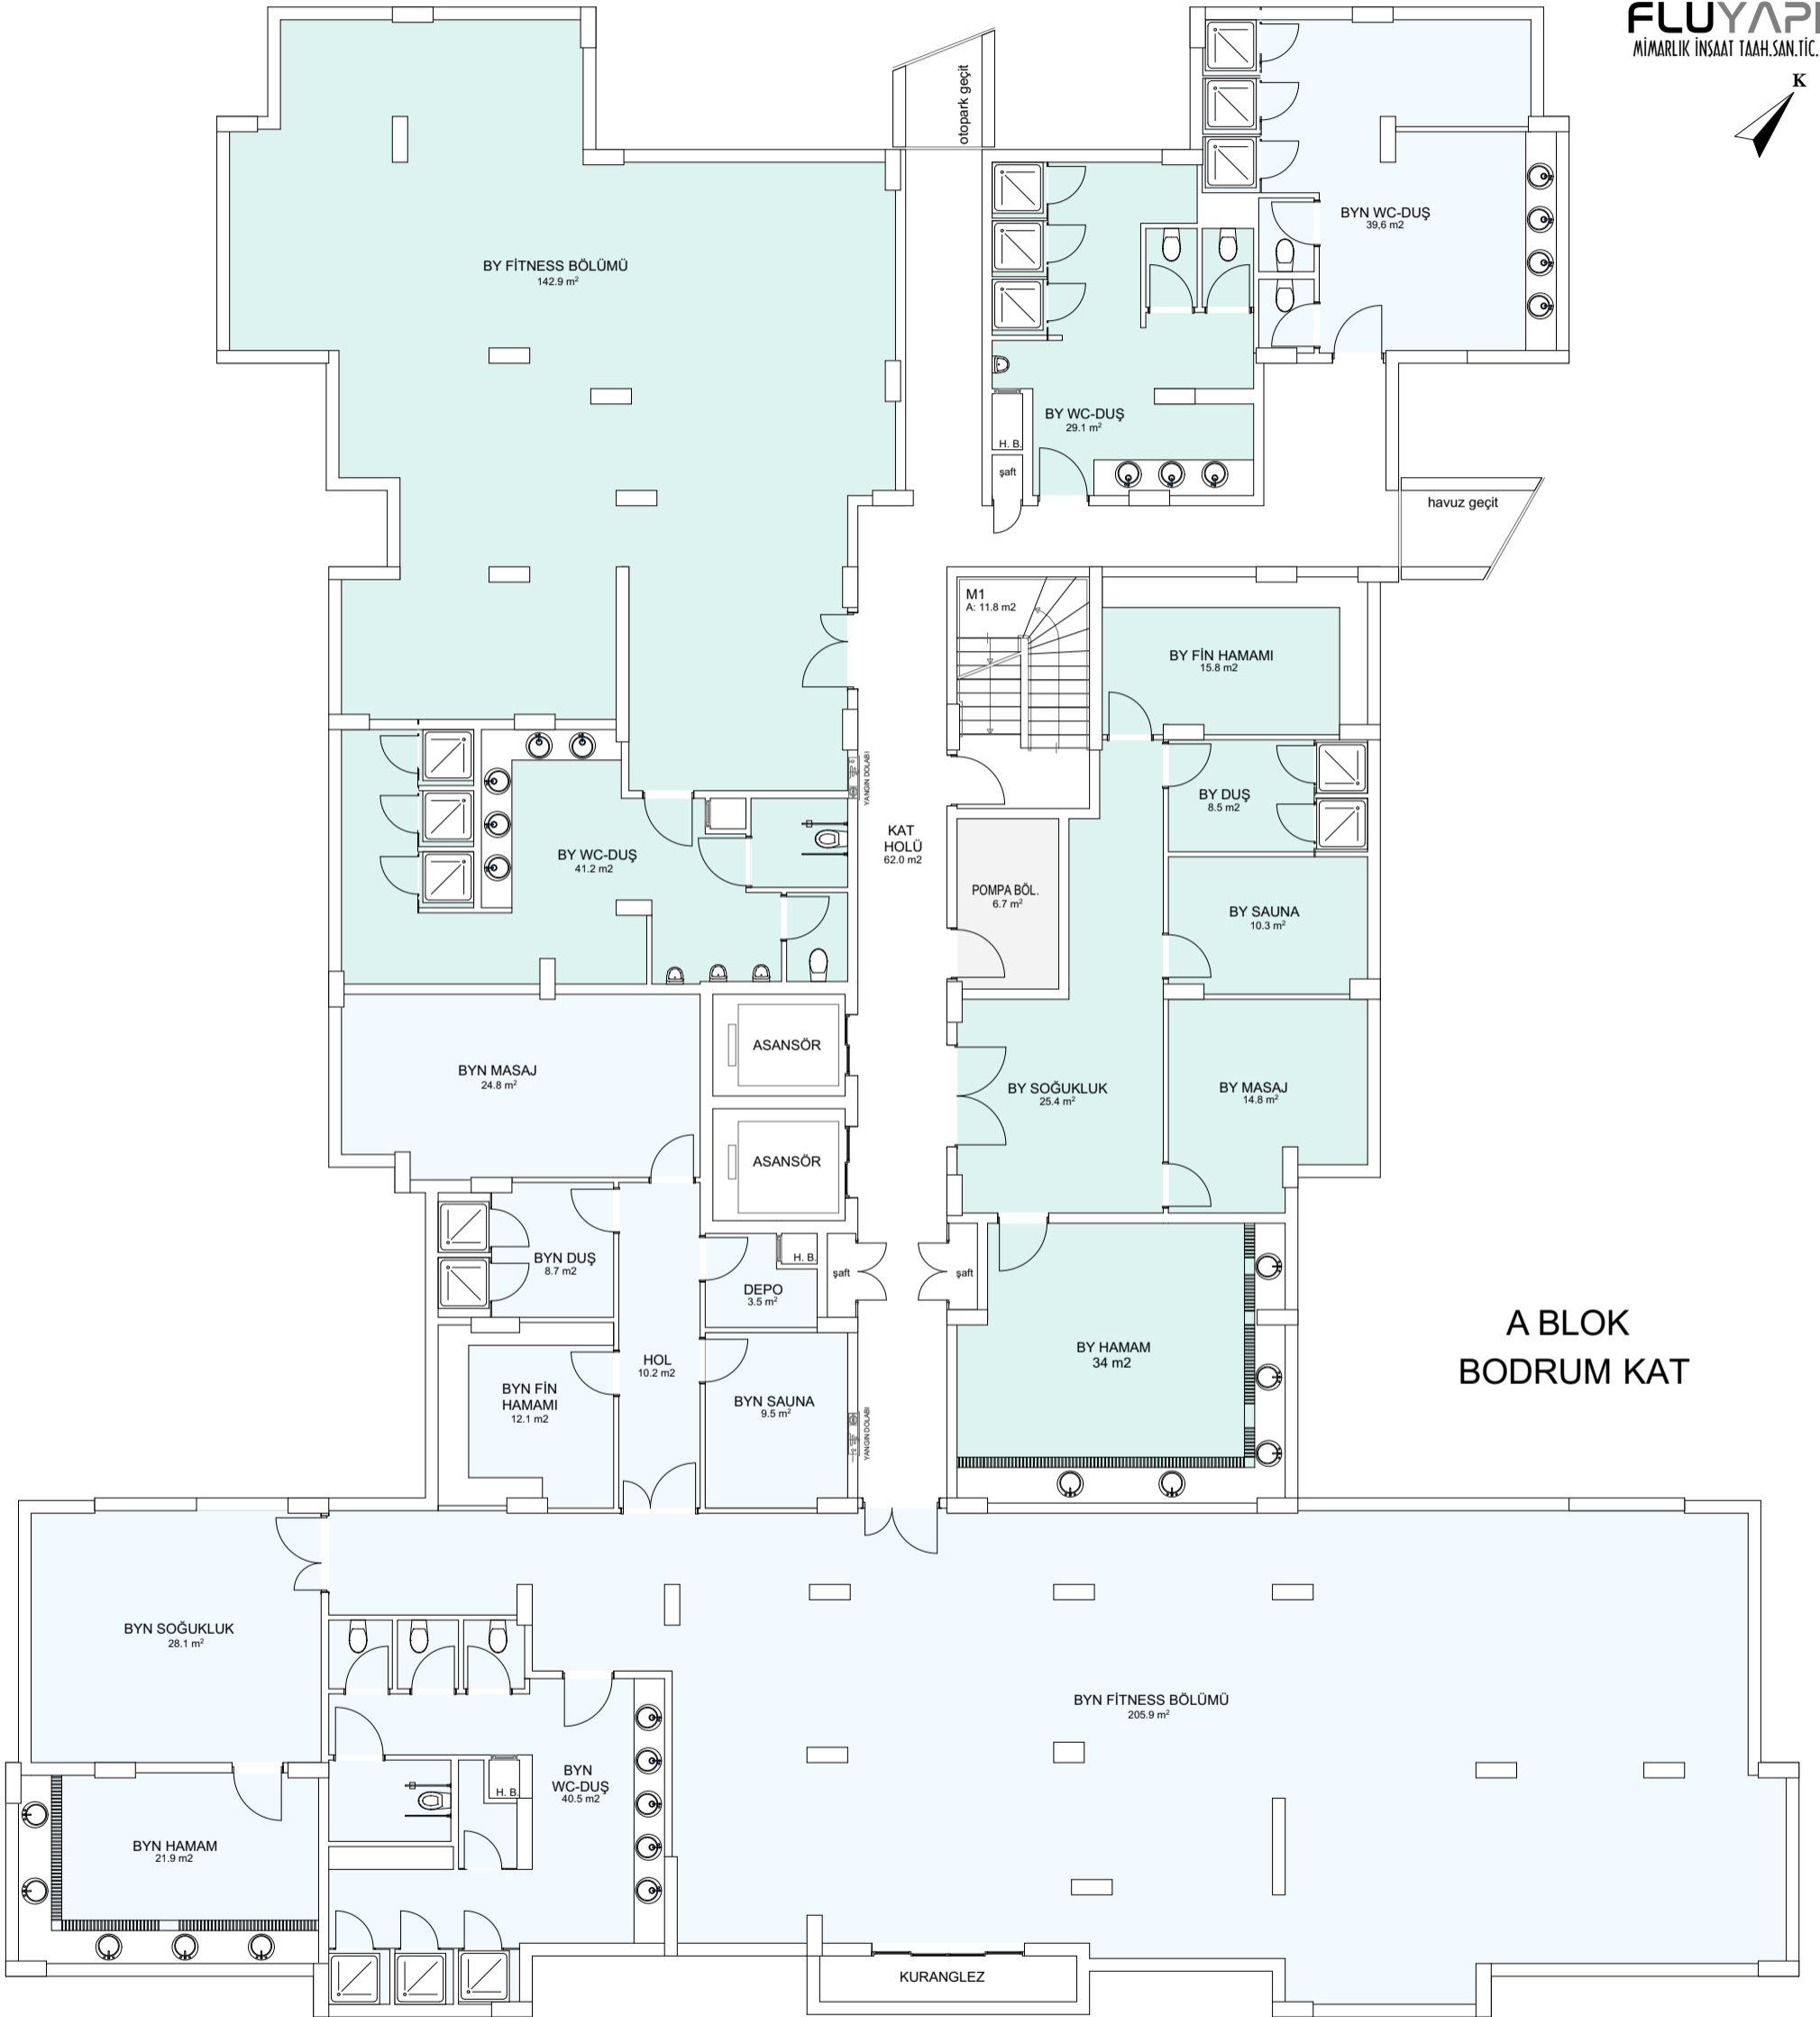 FLUYAPI
MİMARLIK İNŞAAT TAAH.SAN.TİC.
K
otopark geçit
BYN WC-DUŞ
39,6 m2
BY FİTNESS BÖLÜMÜ
142.9 m²
BY WC-DUŞ
29.1 m²
H. B.
şaft
havuz geçit
M1
A: 11.8 m2
BY FİN HAMAMI
15.8 m2
YANGIN DOLABI
BY DUŞ
8.5 m2
KAT
HOLÜ
62.0 m2
BY WC-DUŞ
41.2 m2
POMPA BÖL.
6.7 m²
BY SAUNA
10.3 m²
ASANSÖR
BYN MASAJ
24.8 m²
BY SOĞUKLUK
25.4 m²
BY MASAJ
14.8 m²
ASANSÖR
BYN DUŞ
8.7 m2
H. B.
DEPO
3.5 m²
şaft
şaft
A BLOK
BODRUM KAT
BY HAMAM
34 m2
HOL
10.2 m2
BYN FİN
HAMAMI
12.1 m2
BYN SAUNA
9.5 m²
YANGIN DOLABI
BYN SOĞUKLUK
28.1 m²
BYN FİTNESS BÖLÜMÜ
205.9 m²
BYN
WC-DUŞ
40.5 m2
H. B.
BYN HAMAM
21.9 m2
KURANGLEZ